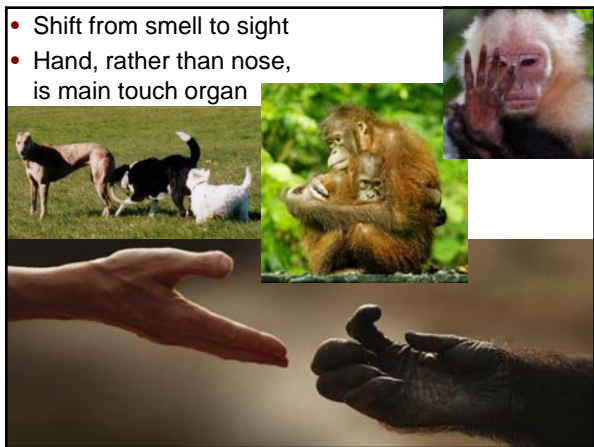 • Shift from smell to sight
• Hand, rather than nose,
is main touch organ